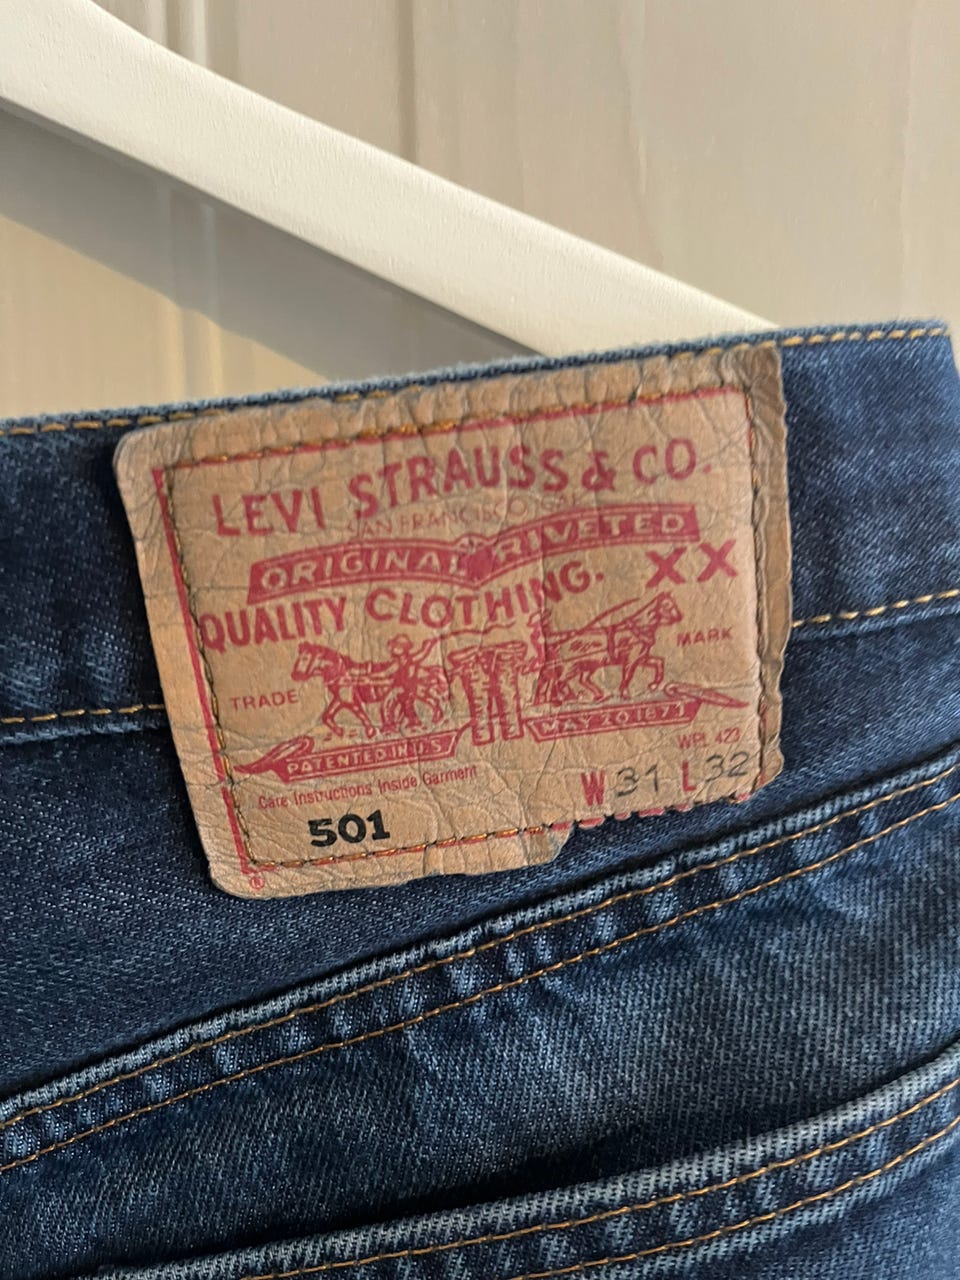 LEVI STRAUSS & CO.
SAN FRANCISCO CAL
ORIGINAL RIVETED
QUALITY CLOTHING. XX
TRADE MARK
PATENTED IN U.S MAY 20 1873
WPL 423
Care Instructions Inside Garment
W 31 L 32
501
®